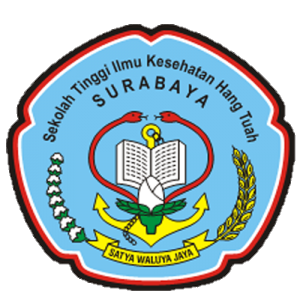 Sekolah Tinggi Ilmu Kesehatan Hang Tuah
SURABAYA
SATYA WALUYA JAYA